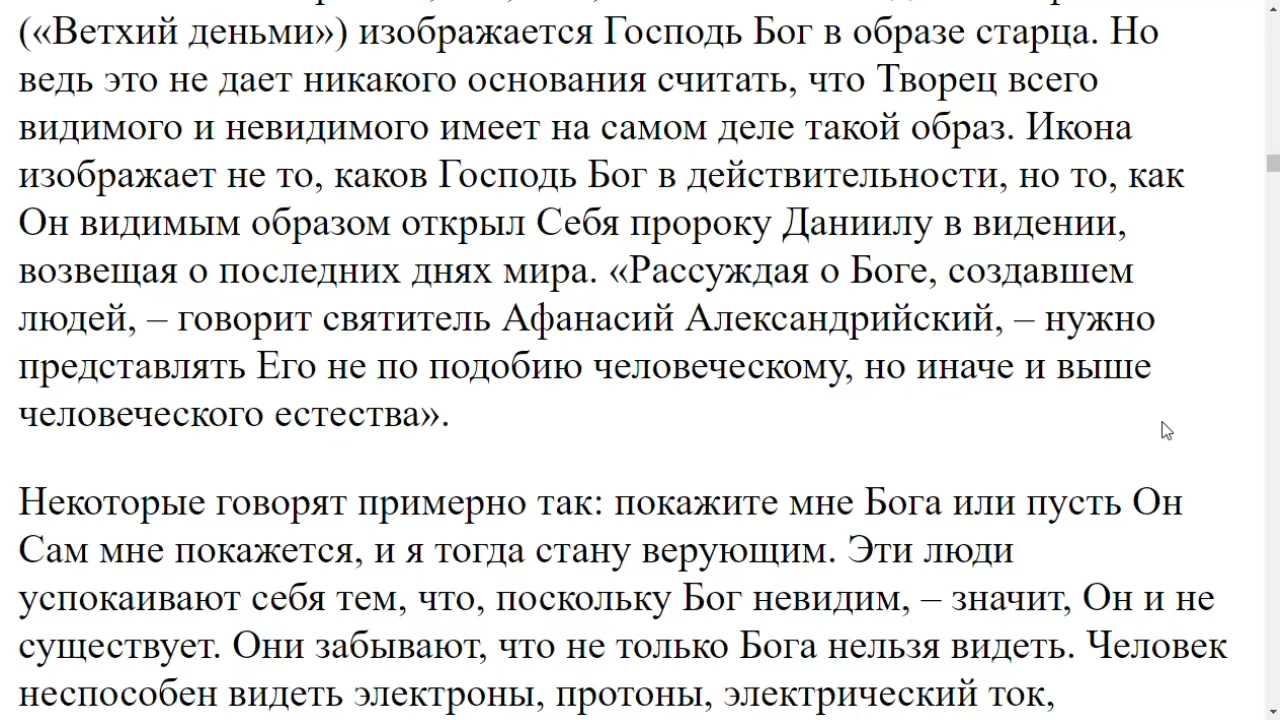 («Ветхий деньми») изображается Господь Бог в образе старца. Но
ведь это не дает никакого основания считать, что Творец всего
видимого и невидимого имеет на самом деле такой образ. Икона
изображает не то, каков Господь Бог в действительности, но то, как
Он видимым образом открыл Себя пророку Даниилу в видении,
возвещая о последних днях мира. «Рассуждая о Боге, создавшем
людей, – говорит святитель Афанасий Александрийский, – нужно
представлять Его не по подобию человеческому, но иначе и выше
человеческого естества».
Некоторые говорят примерно так: покажите мне Бога или пусть Он
Сам мне покажется, и я тогда стану верующим. Эти люди
успокаивают себя тем, что, поскольку Бог невидим, – значит, Он и не
существует. Они забывают, что не только Бога нельзя видеть. Человек
неспособен видеть электроны, протоны, электрический ток,